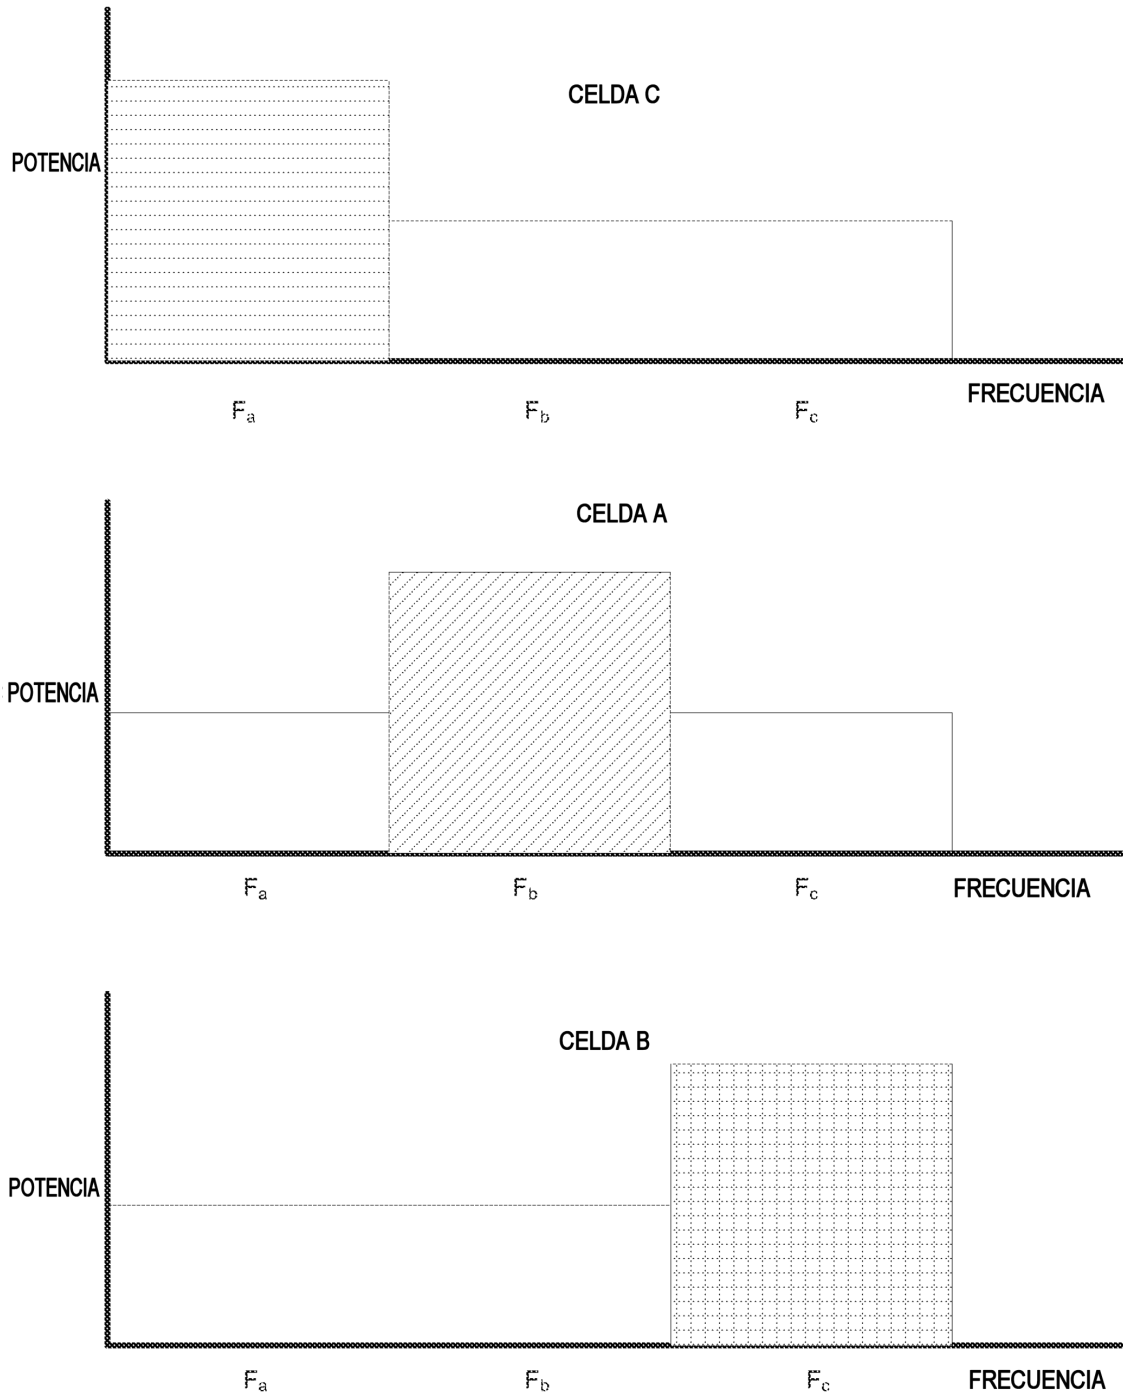 CELDA C
POTENCIA
FRECUENCIA
Fa Fb Fc
CELDA A
POTENCIA
Fa Fb Fc FRECUENCIA
CELDA B
POTENCIA
Fa Fb Fc FRECUENCIA